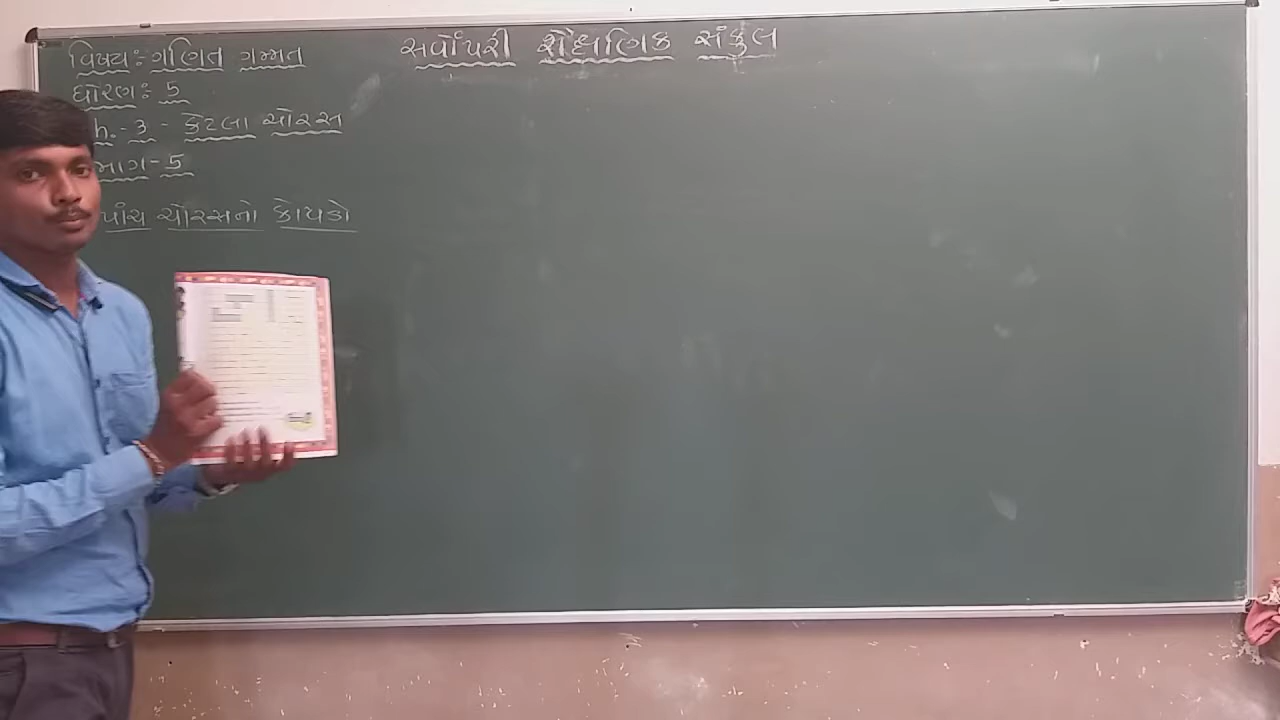 સર્વોપરી શૈક્ષણિક સંકુલ
વિષય: ગણિત ગમ્મત
ધોરણ: 5
h. - 3 - કેટલા ચોરસ
ભાગ - 5
પાંચ ચોરસનો કોયડો